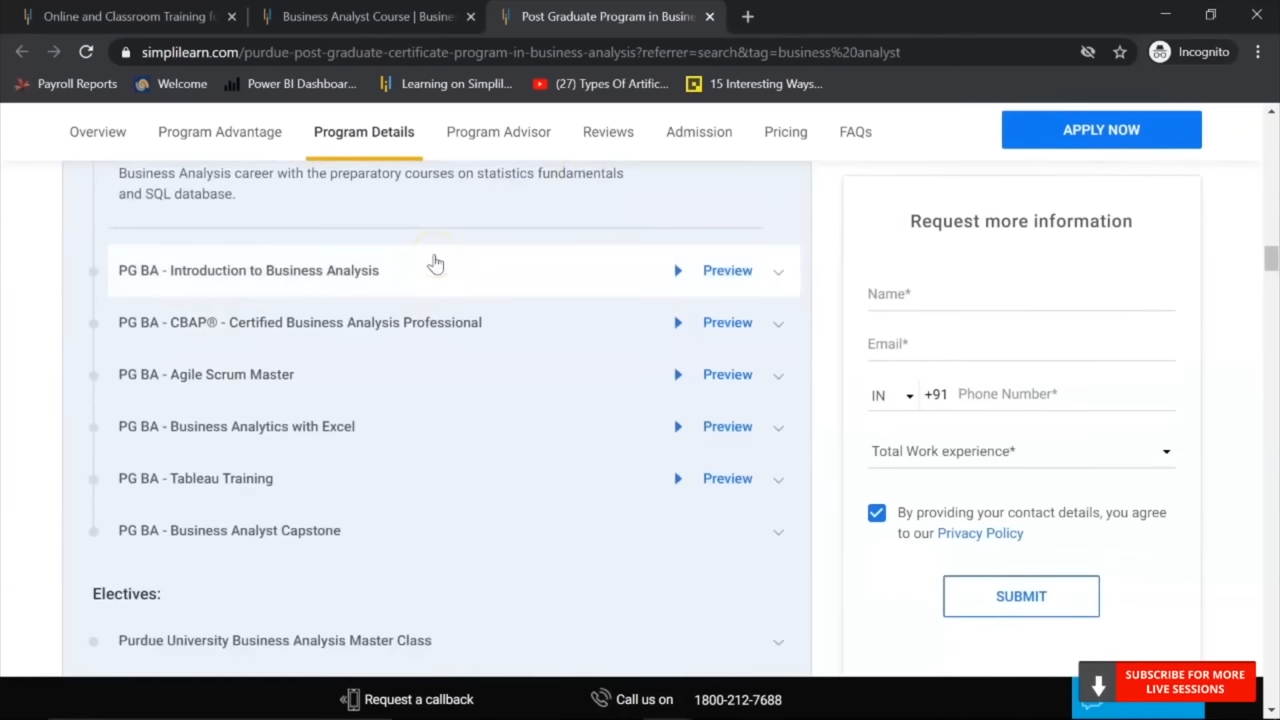 Online and Classroom Training f
Business Analyst Course | Busine
Post Graduate Program in Busine
simplilearn.com/purdue-post-graduate-certificate-program-in-business-analysis?referrer=search&tag=business%20analyst
Incognito
Payroll Reports
Welcome
Power BI Dashboar...
Learning on Simplil...
(27) Types Of Artific...
15 Interesting Ways...
Overview
Program Advantage
Program Details
Program Advisor
Reviews
Admission
Pricing
FAQs
APPLY NOW
Business Analysis career with the preparatory courses on statistics fundamentals
and SQL database.
PG BA - Introduction to Business Analysis
Preview
PG BA - CBAP® - Certified Business Analysis Professional
Preview
PG BA - Agile Scrum Master
Preview
PG BA - Business Analytics with Excel
Preview
PG BA - Tableau Training
Preview
PG BA - Business Analyst Capstone
Electives:
Purdue University Business Analysis Master Class
Request more information
Name*
Email*
IN
+91
Phone Number*
Total Work experience*
By providing your contact details, you agree
to our Privacy Policy
SUBMIT
Request a callback
Call us on
1800-212-7688
SUBSCRIBE FOR MORE
LIVE SESSIONS